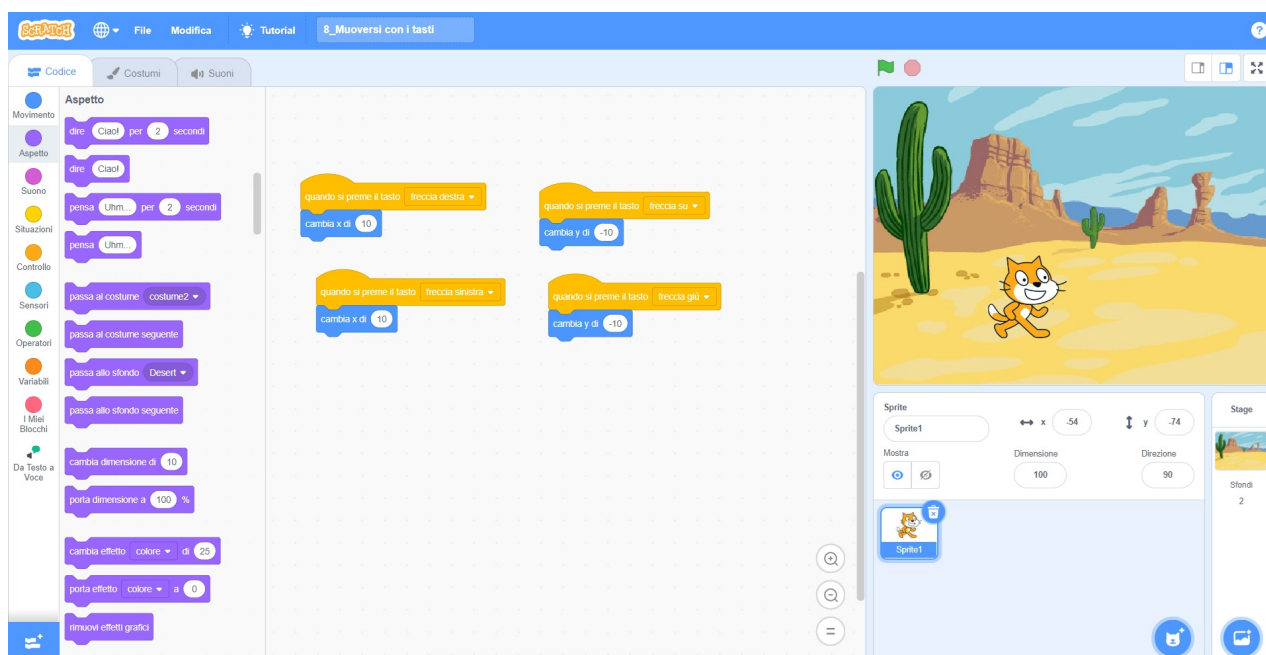 SCRATCH
File
Modifica
Tutorial
8_Muoversi con i tasti
?
Codice
Costumi
Suoni
Movimento
Aspetto
Suono
Situazioni
Controllo
Sensori
Operatori
Variabili
I Miei
Blocchi
Da Testo a
Voce
Aspetto
dire Ciao! per 2 secondi
dire Ciao!
pensa Uhm... per 2 secondi
pensa Uhm...
passa al costume costume2
passa al costume seguente
passa allo sfondo Desert
passa allo sfondo seguente
cambia dimensione di 10
porta dimensione a 100 %
cambia effetto colore di 25
porta effetto colore a 0
rimuovi effetti grafici
quando si preme il tasto freccia destra
cambia x di 10
quando si preme il tasto freccia su
cambia y di -10
quando si preme il tasto freccia sinistra
cambia x di 10
quando si preme il tasto freccia giù
cambia y di -10
Sprite
Sprite1
x -54
y -74
Mostra
Dimensione
100
Direzione
90
Sprite1
Stage
Sfondi
2